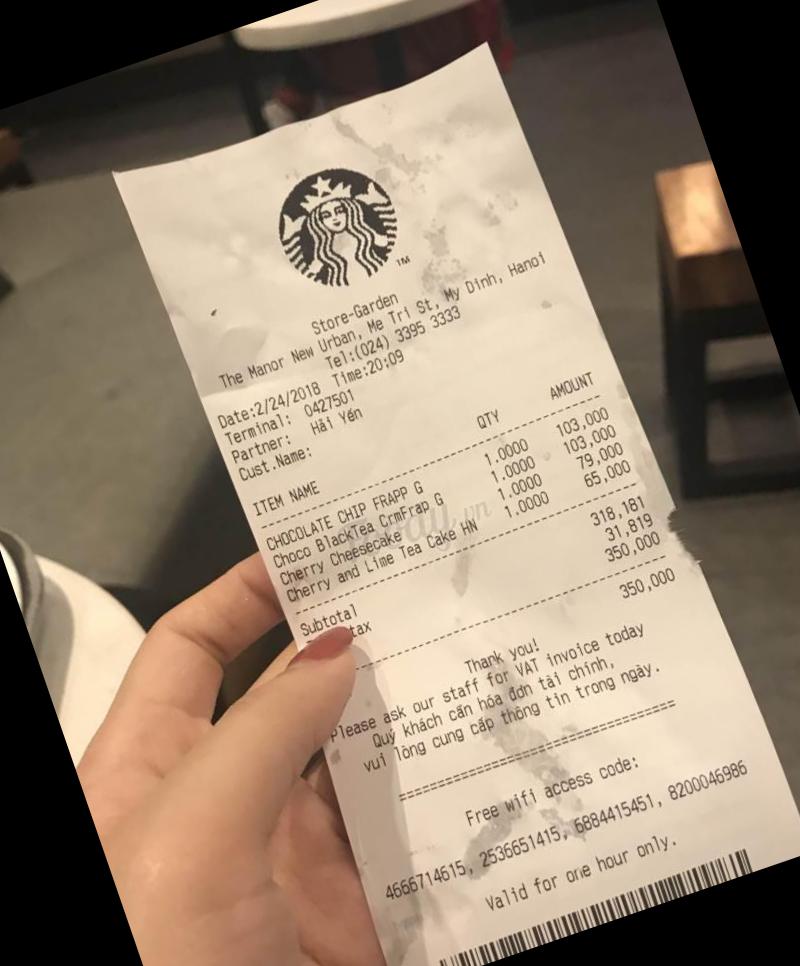 TM
Store-Garden
The Manor New Urban, Me Tri St, My Dinh, Hanoi
Tel:(024) 3395 3333
Date:2/24/2018 Time:20:09
Terminal: 0427501
Partner: Hải Yến
Cust.Name:
ITEM NAME QTY AMOUNT
CHOCOLATE CHIP FRAPP G 1.0000 103,000
Choco BlackTea CrmFrap G 1.0000 103,000
Cherry Cheesecake 1.0000 79,000
Cherry and Lime Tea Cake HN 1.0000 65,000
Subtotal 318,181
tax 31,819
350,000
350,000
Thank you!
Please ask our staff for VAT invoice today
Quý khách cần hóa đơn tài chính,
vui lòng cung cấp thông tin trong ngày.
Free wifi access code:
4666714615, 2536651415, 6884415451, 8200046986
Valid for one hour only.